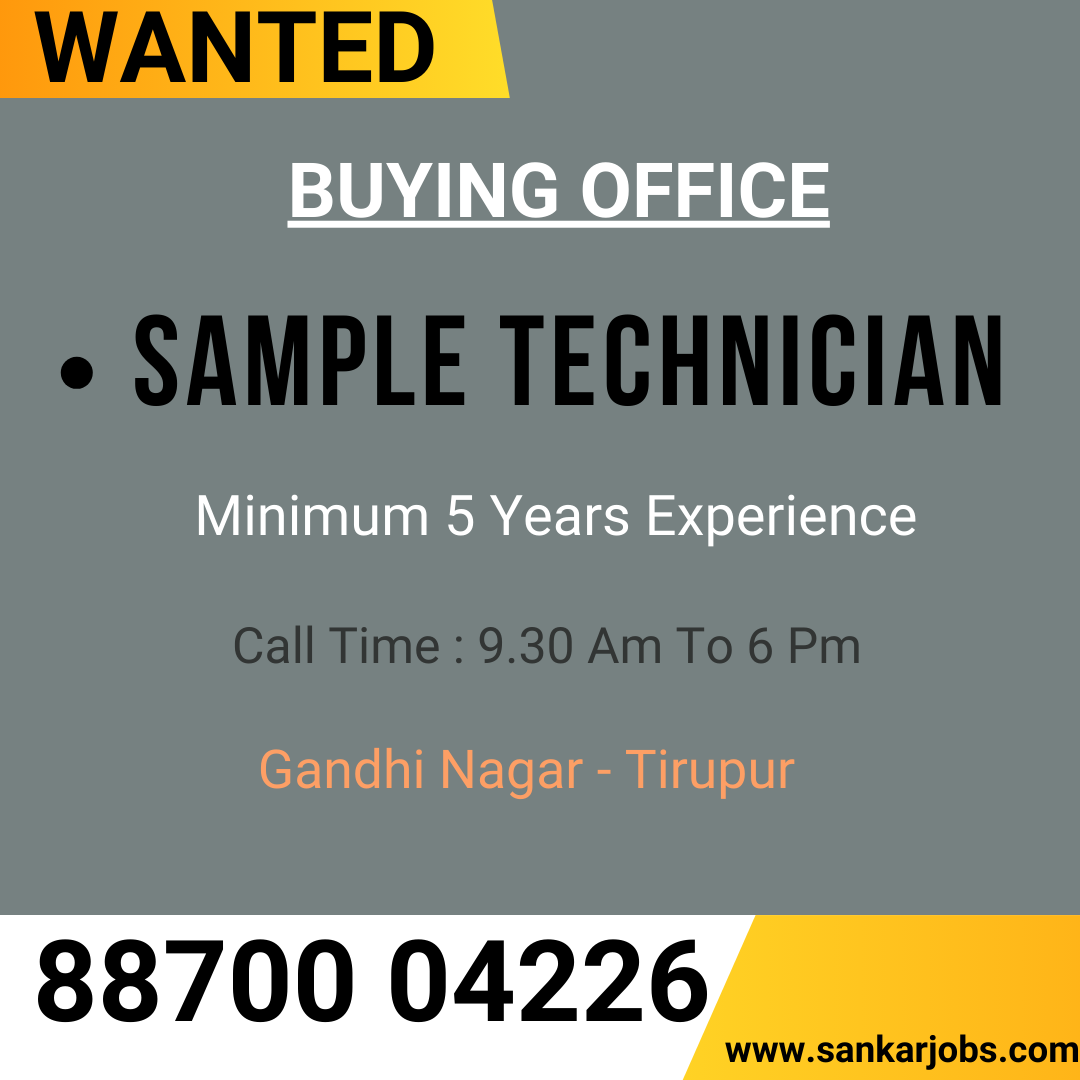 WANTED
BUYING OFFICE
• SAMPLE TECHNICIAN
Minimum 5 Years Experience
Call Time : 9.30 Am To 6 Pm
Gandhi Nagar - Tirupur
88700 04226
www.sankarjobs.com